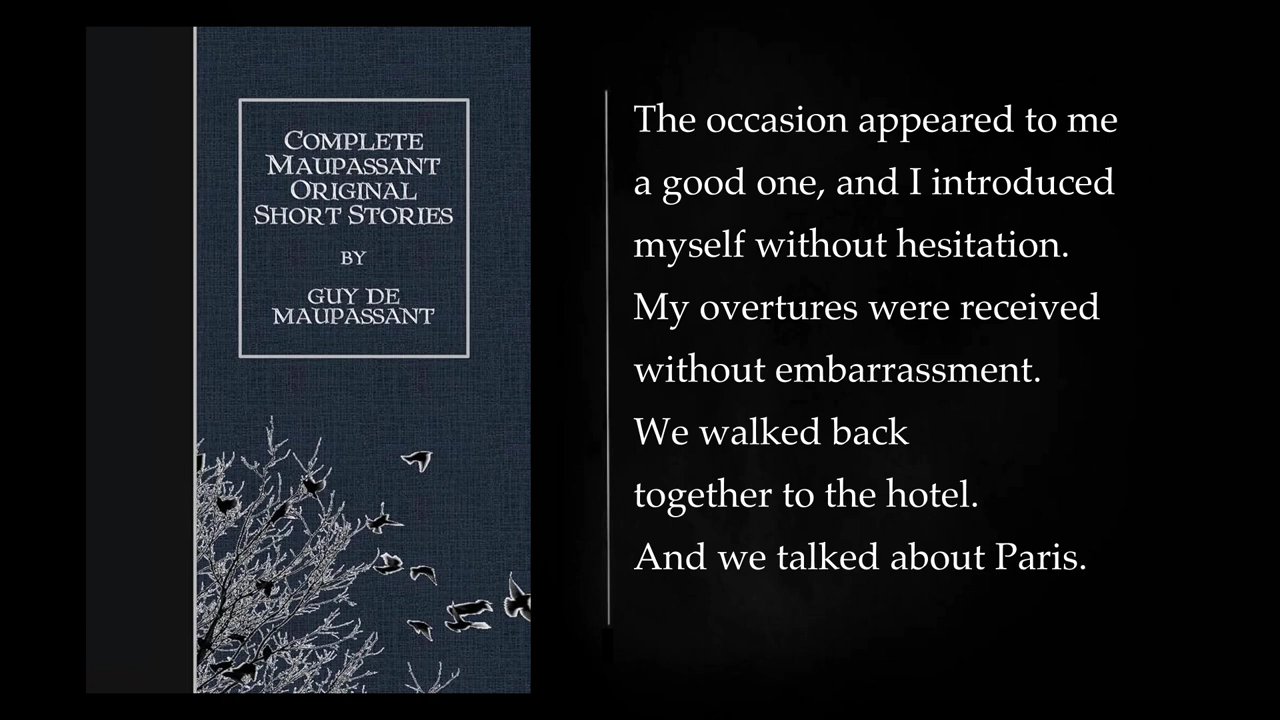 COMPLETE
MAUPASSANT
ORIGINAL
SHORT STORIES
BY
GUY DE
MAUPASSANT
The occasion appeared to me
a good one, and I introduced
myself without hesitation.
My overtures were received
without embarrassment.
We walked back
together to the hotel.
And we talked about Paris.